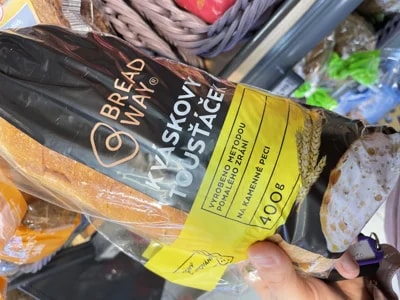 BREAD
WAY®
KVÁSKOVÝ
TOUSŤÁČEK
VYROBENO METODOU
POMALÉHO ZRÁNÍ
NA KAMENNÉ PECI
400g